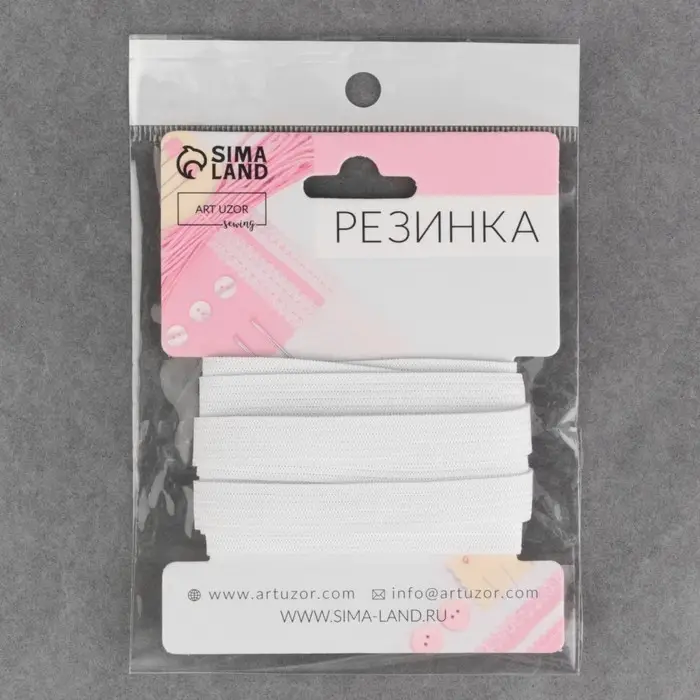 SIMA
LAND
ART UZOR
sewing
РЕЗИНКА
www.artuzor.com info@artuzor.com
WWW.SIMA-LAND.RU